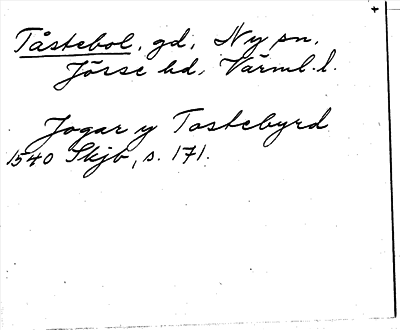 Tåstebol, gd, Ny sn,
Jösse hd, Värml. l.
Jogar y Tostebyrd
1540 Skjb, s. 171.